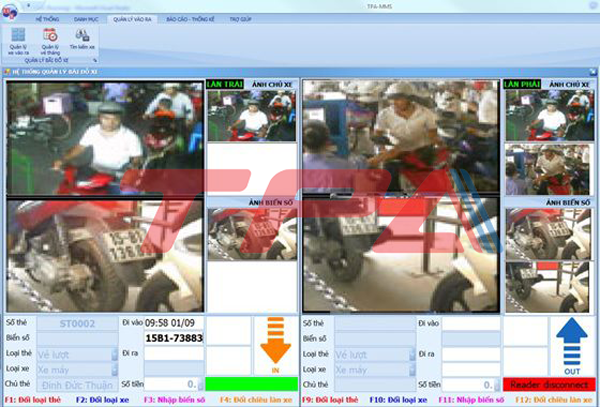 TPA-MMS
HỆ THỐNG DANH MỤC QUẢN LÝ VÀO RA BÁO CÁO - THỐNG KÊ TRỢ GIÚP
Quản lý xe vào ra
Quản lý vé tháng
Tìm kiếm xe
QUẢN LÝ BÃI ĐỖ XE
HỆ THỐNG QUẢN LÝ BÃI ĐỖ XE
LÀN TRÁI ẢNH CHỦ XE
LÀN PHẢI ẢNH CHỦ XE
TPA
ẢNH BIỂN SỐ
ẢNH BIỂN SỐ
Số thẻ ST0002 Đi vào 09:58 01/09
Biển số 15B1-73883
Loại thẻ Vé lượt Đi ra
Loại xe Xe máy
Chủ thẻ Đinh Đức Thuận Số tiền 0.
IN
Số thẻ Đi vào
Biển số
Loại thẻ Vé lượt Đi ra
Loại xe Xe máy
Chủ thẻ Số tiền 0.
OUT
Reader disconnect
F1: Đổi loại thẻ F2: Đổi loại xe F3: Nhập biển số F4: Đổi chiều làn xe F9: Đổi loại thẻ F10: Đổi loại xe F11: Nhập biển số F12: Đổi chiều làn xe